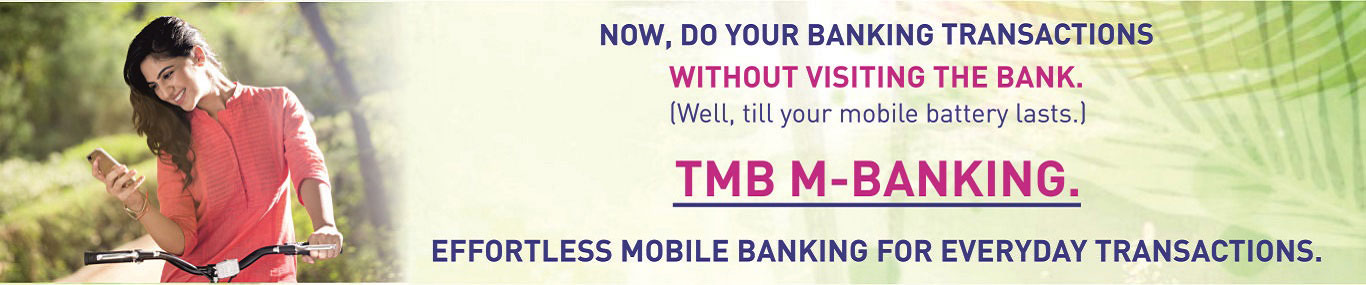 NOW, DO YOUR BANKING TRANSACTIONS
WITHOUT VISITING THE BANK.
(Well, till your mobile battery lasts.)
TMB M-BANKING.
EFFORTLESS MOBILE BANKING FOR EVERYDAY TRANSACTIONS.